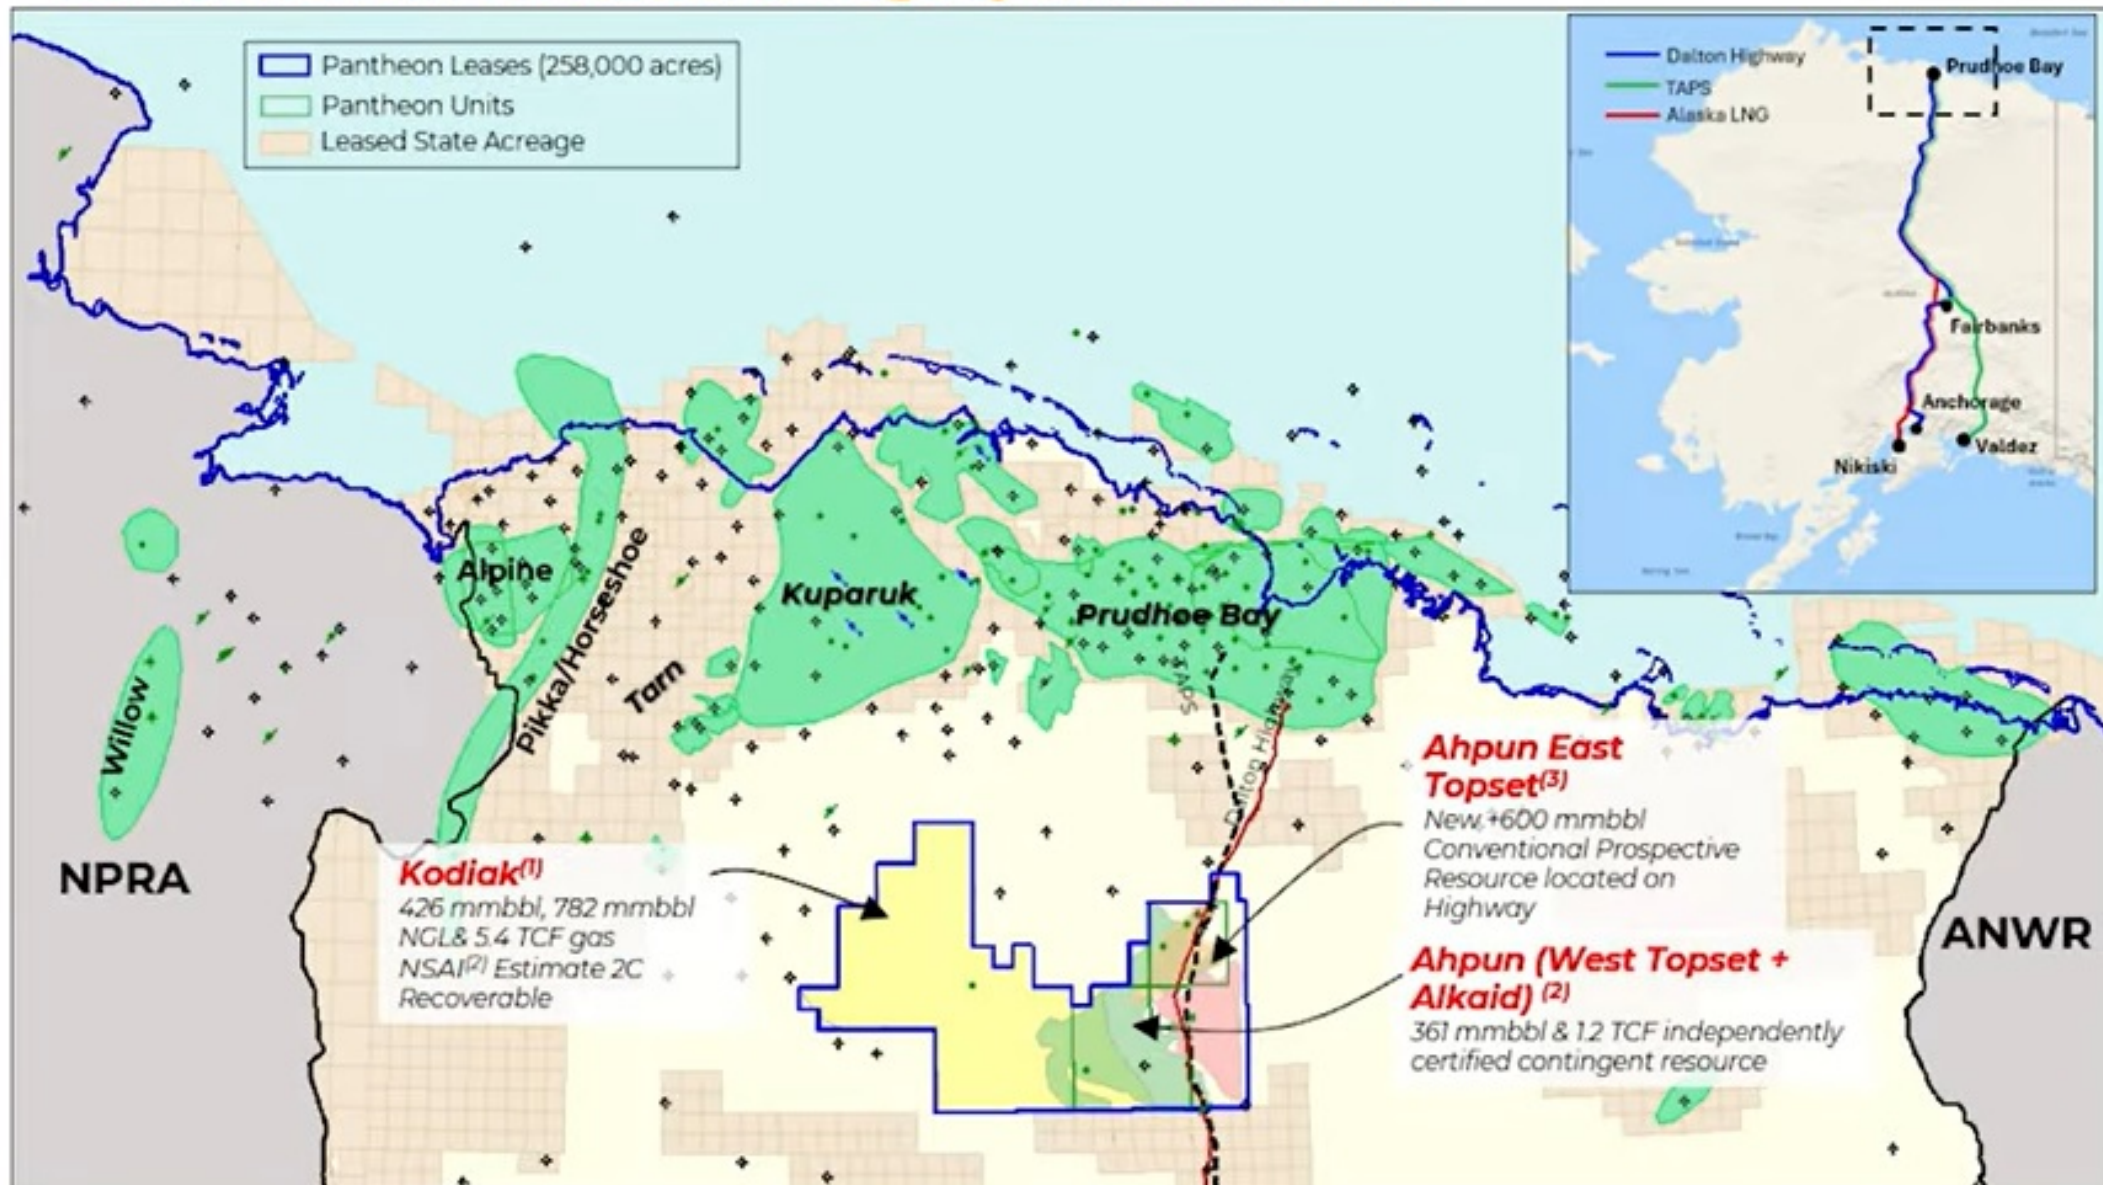 Pantheon Leases (258,000 acres)
Pantheon Units
Leased State Acreage
Dalton Highway
TAPS
Alaska LNG
Prudhoe Bay
Fairbanks
Anchorage
Valdez
Nikiski
Alpine
Pikka/Horseshoe
Tarn
Kuparuk
Prudhoe Bay
TAPS
Dalton Highway
Willow
NPRA
ANWR
Kodiak(1)
426 mmbbl, 782 mmbbl
NGL& 5.4 TCF gas
NSAI(2) Estimate 2C
Recoverable
Ahpun East
Topset(3)
New +600 mmbbl
Conventional Prospective
Resource located on
Highway
Ahpun (West Topset +
Alkaid) (2)
361 mmbbl & 1.2 TCF independently
certified contingent resource